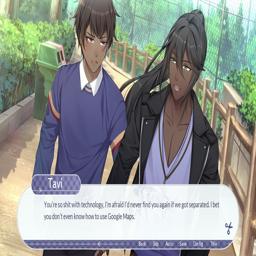 Tavi
You're so shit with technology, I'm afraid I'd never find you again if we got separated. I bet
you don't even know how to use Google Maps.
Back Skip Auto Save Config Title